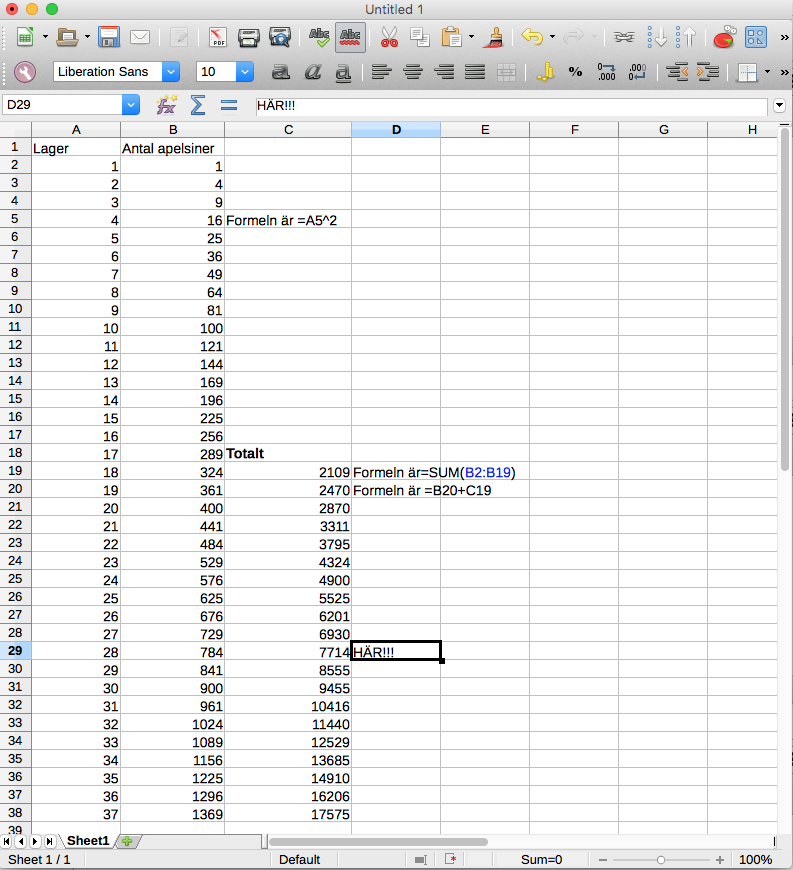 Untitled 1
PDF Abc Abc
Liberation Sans 10 a a a % .000 .000
D29 fx Σ = HÄR!!!
A B C D E F G H
1 Lager Antal apelsiner
2 1 1
3 2 4
4 3 9
5 4 16 Formeln är =A5^2
6 5 25
7 6 36
8 7 49
9 8 64
10 9 81
11 10 100
12 11 121
13 12 144
14 13 169
15 14 196
16 15 225
17 16 256
18 17 289 Totalt
19 18 324 2109 Formeln är=SUM(B2:B19)
20 19 361 2470 Formeln är =B20+C19
21 20 400 2870
22 21 441 3311
23 22 484 3795
24 23 529 4324
25 24 576 4900
26 25 625 5525
27 26 676 6201
28 27 729 6930
29 28 784 7714 HÄR!!!
30 29 841 8555
31 30 900 9455
32 31 961 10416
33 32 1024 11440
34 33 1089 12529
35 34 1156 13685
36 35 1225 14910
37 36 1296 16206
38 37 1369 17575
39
Sheet1
Sheet 1 / 1 Default Sum=0 100%